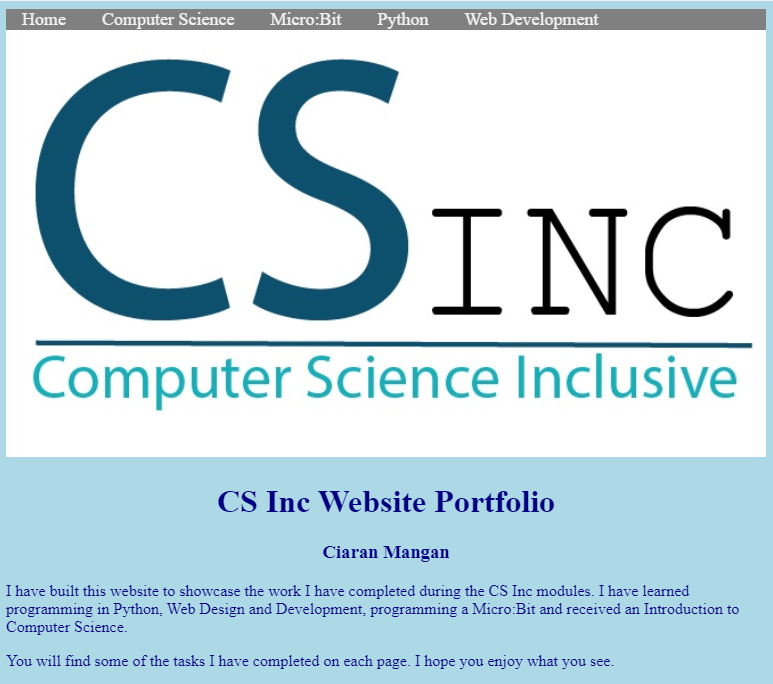 Home Computer Science Micro:Bit Python Web Development
CS INC
Computer Science Inclusive
CS Inc Website Portfolio
Ciaran Mangan
I have built this website to showcase the work I have completed during the CS Inc modules. I have learned
programming in Python, Web Design and Development, programming a Micro:Bit and received an Introduction to
Computer Science.
You will find some of the tasks I have completed on each page. I hope you enjoy what you see.